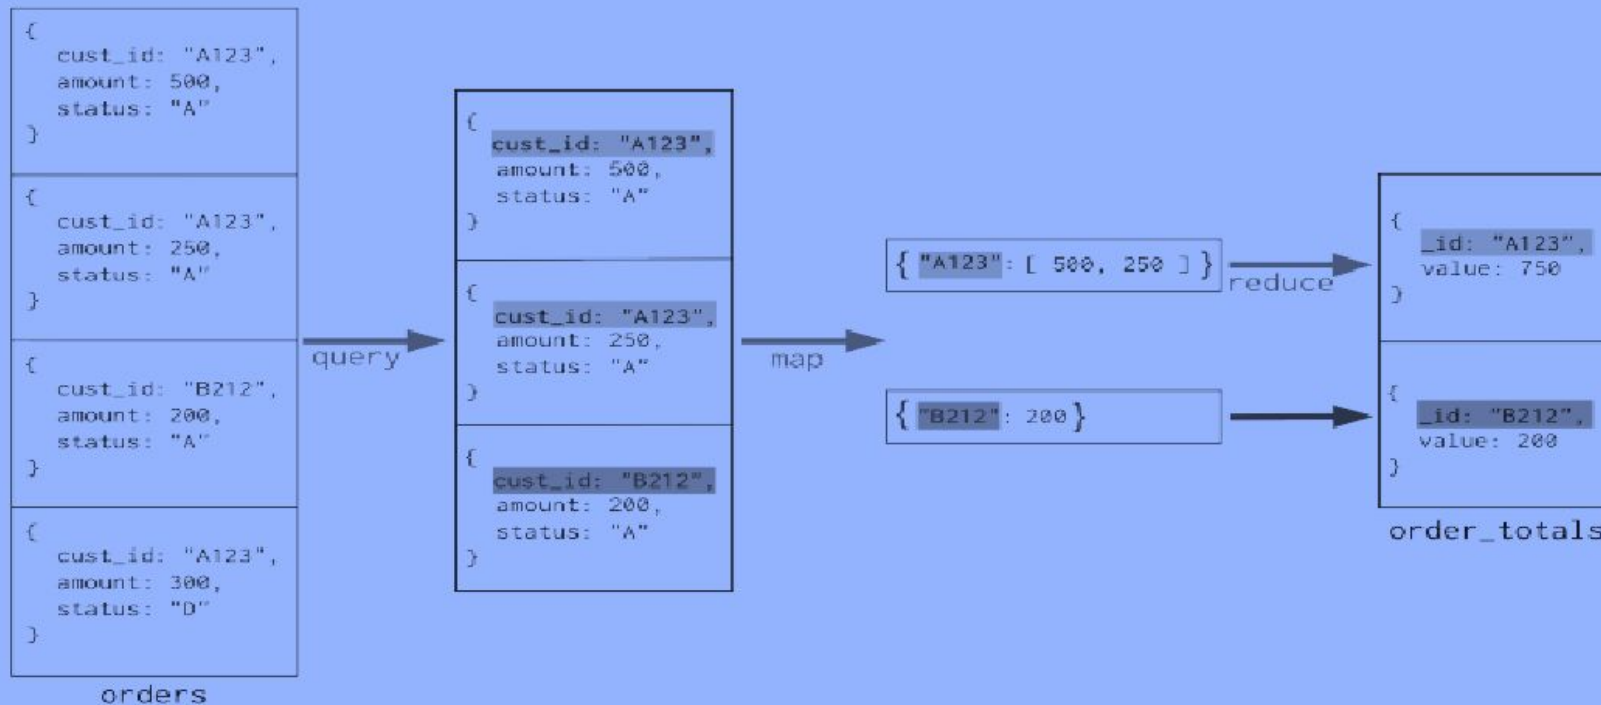 {
cust_id: "A123",
amount: 500,
status: "A"
}
{
cust_id: "A123",
amount: 250,
status: "A"
}
{
cust_id: "B212",
amount: 200,
status: "A"
}
{
cust_id: "A123",
amount: 300,
status: "D"
}
orders
query
{
cust_id: "A123",
amount: 500,
status: "A"
}
{
cust_id: "A123",
amount: 250,
status: "A"
}
{
cust_id: "B212",
amount: 200,
status: "A"
}
map
{ "A123": [ 500, 250 ] }
reduce
{ "B212": 200 }
{
_id: "A123",
value: 750
}
{
_id: "B212",
value: 200
}
order_totals